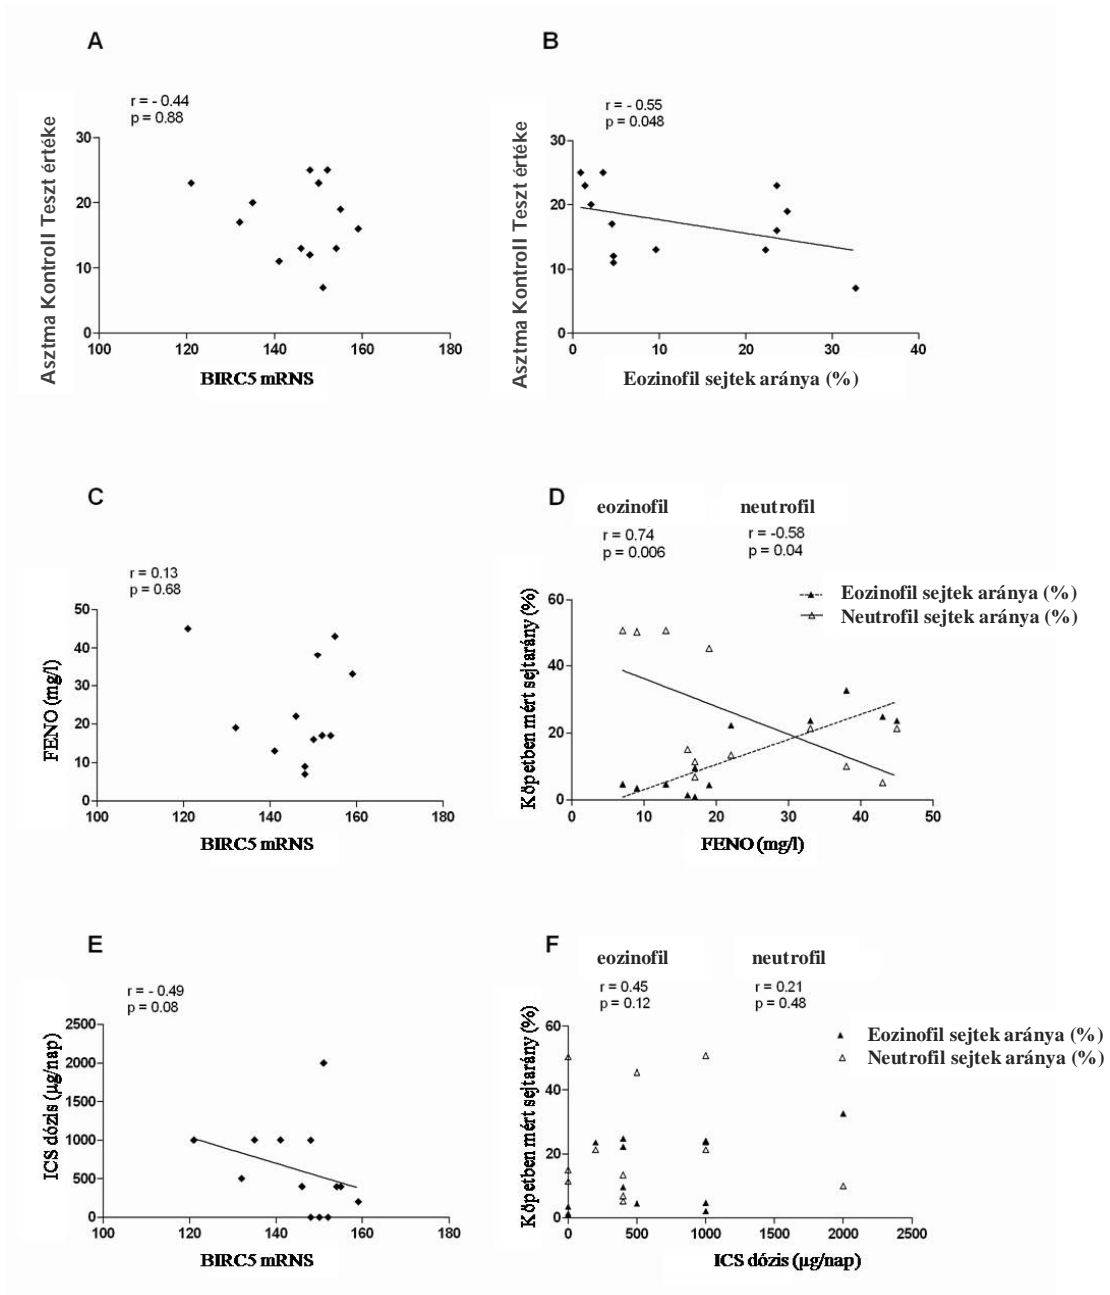 A
r = - 0.44
p = 0.88
Asztma Kontroll Teszt értéke
30
20
10
0
100 120 140 160 180
BIRC5 mRNS
B
r = - 0.55
p = 0.048
Asztma Kontroll Teszt értéke
30
20
10
0
0 10 20 30 40
Eozinofil sejtek aránya (%)
C
r = 0.13
p = 0.68
FENO (mg/l)
50
40
30
20
10
0
100 120 140 160 180
BIRC5 mRNS
D
eozinofil neutrofil
r = 0.74 r = -0.58
p = 0.006 p = 0.04
Eozinofil sejtek aránya (%)
Neutrofil sejtek aránya (%)
Köpetben mért sejtarány (%)
60
40
20
0
0 10 20 30 40 50
FENO (mg/l)
E
r = - 0.49
p = 0.08
ICS dózis (µg/nap)
2500
2000
1500
1000
500
0
100 120 140 160 180
BIRC5 mRNS
F
eozinofil neutrofil
r = 0.45 r = 0.21
p = 0.12 p = 0.48
Eozinofil sejtek aránya (%)
Neutrofil sejtek aránya (%)
Köpetben mért sejtarány (%)
60
40
20
0
0 500 1000 1500 2000 2500
ICS dózis (µg/nap)